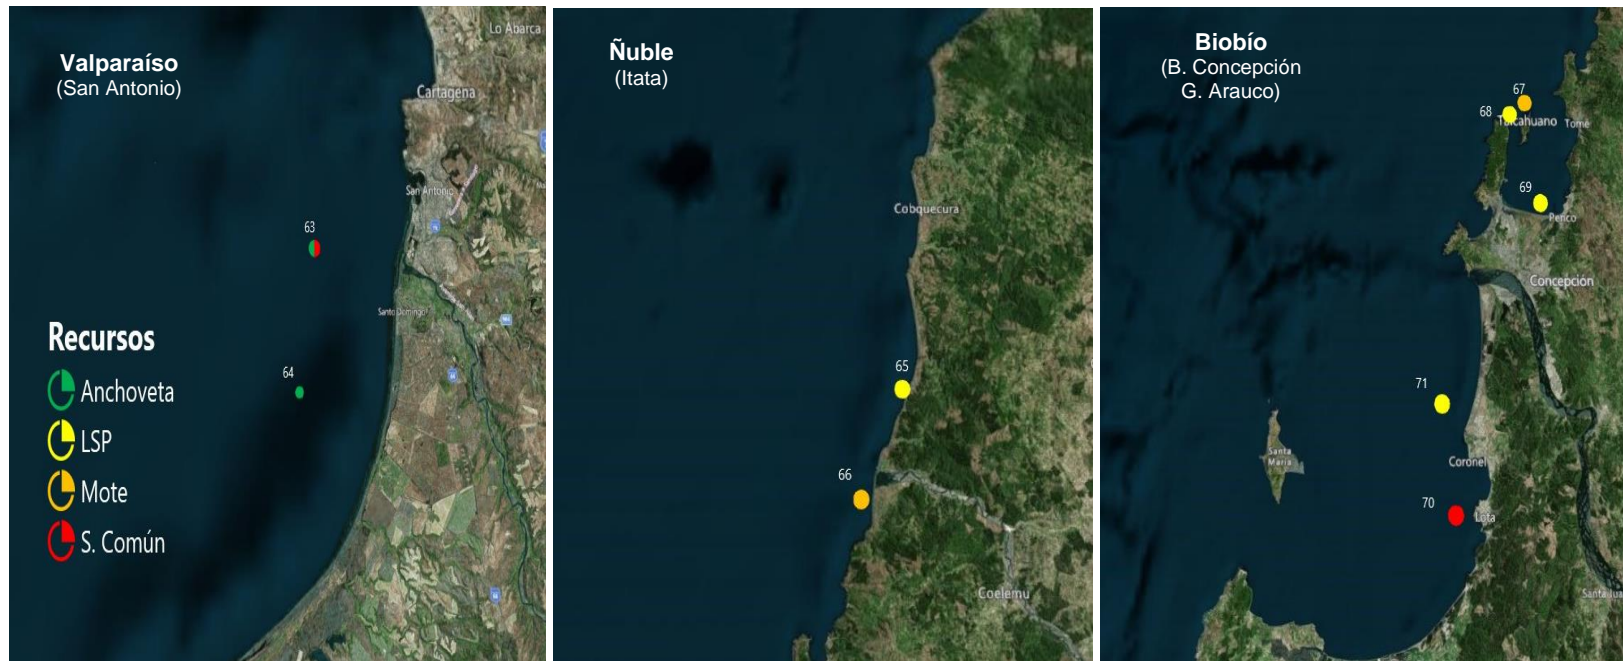 Valparaíso
(San Antonio)
Lo Abarca
Cartagena
San Antonio
63
Santo Domingo
Recursos
64
Anchoveta
LSP
Mote
S. Común
Ñuble
(Itata)
Cobquecura
65
66
Coelemu
Biobío
(B. Concepción
G. Arauco)
67
68
Talcahuano
Tomé
69
Penco
Concepción
71
Santa
María
Coronel
70
Lota